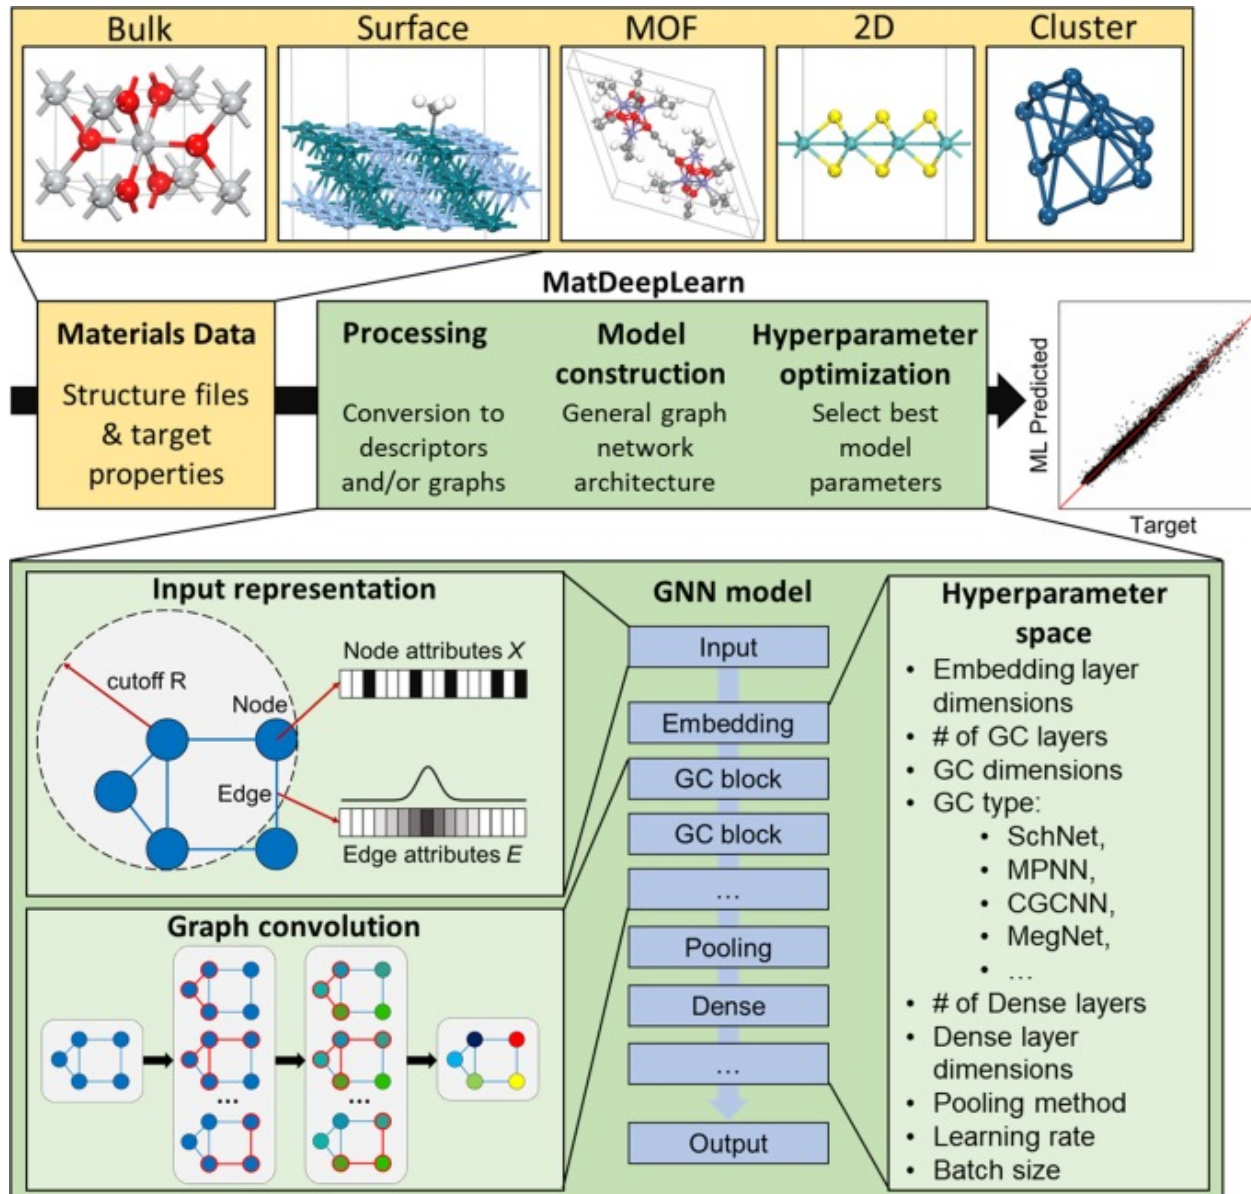 Bulk
Surface
MOF
2D
Cluster
MatDeepLearn
Materials Data
Structure files
& target
properties
Processing
Conversion to
descriptors
and/or graphs
Model
construction
General graph
network
architecture
Hyperparameter
optimization
Select best
model
parameters
ML Predicted
Target
Input representation
cutoff R
Node
Edge
Node attributes X
Edge attributes E
Graph convolution
...
...
GNN model
Input
Embedding
GC block
GC block
...
Pooling
Dense
...
Output
Hyperparameter
space
• Embedding layer
dimensions
• # of GC layers
• GC dimensions
• GC type:
• SchNet,
• MPNN,
• CGCNN,
• MegNet,
• ...
• # of Dense layers
• Dense layer
dimensions
• Pooling method
• Learning rate
• Batch size